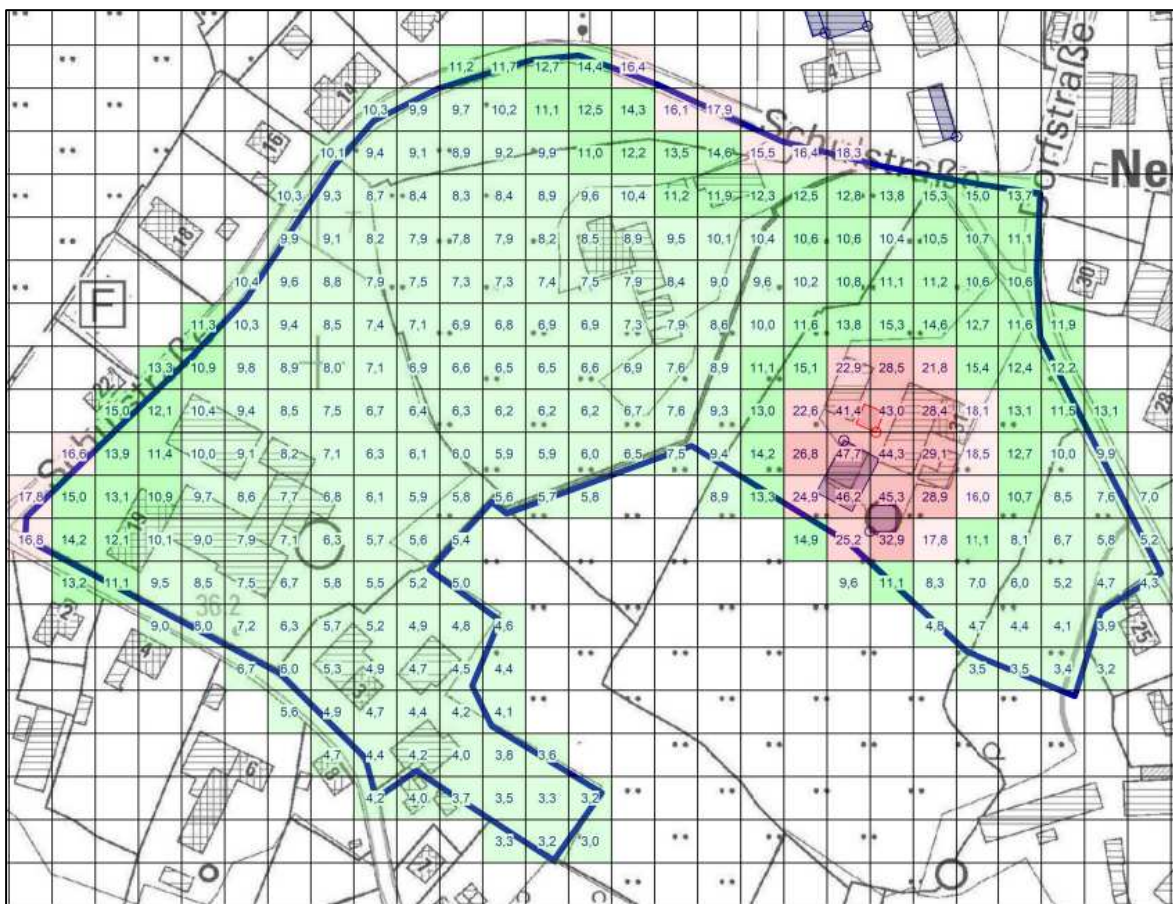 4
11,2 11,7 12,7 14,4 16,4
14
10,3 9,9 9,7 10,2 11,1 12,5 14,3 16,1 17,9
Schulstraße
Dorfstraße
16
10,1 9,4 9,1 8,9 9,2 9,9 11,0 12,2 13,5 14,6 15,5 16,4 18,3
Ne
10,3 9,3 8,7 8,4 8,3 8,4 8,9 9,6 10,4 11,2 11,9 12,3 12,5 12,8 13,8 15,3 15,0 13,7
18
9,9 9,1 8,2 7,9 7,8 7,9 8,2 8,5 8,9 9,5 10,1 10,4 10,6 10,6 10,4 10,5 10,7 11,1
10,4 9,6 8,8 7,9 7,5 7,3 7,3 7,4 7,5 7,9 8,4 9,0 9,6 10,2 10,8 11,1 11,2 10,6 10,6 30
F
11,3 10,3 9,4 8,5 7,4 7,1 6,9 6,8 6,9 6,9 7,3 7,9 8,6 10,0 11,6 13,8 15,3 14,6 12,7 11,6 11,9
Schulstraße
22 13,3 10,9 9,8 8,9 8,0 7,1 6,9 6,6 6,5 6,5 6,6 6,9 7,6 8,9 11,1 15,1 22,9 28,5 21,8 15,4 12,4 12,2
15,0 12,1 10,4 9,4 8,5 7,5 6,7 6,4 6,3 6,2 6,2 6,2 6,7 7,6 9,3 13,0 22,6 41,4 43,0 28,4 18,1 13,1 11,5 13,1 28
31
16,6 13,9 11,4 10,0 9,1 8,2 7,1 6,3 6,1 6,0 5,9 5,9 6,0 6,5 7,5 9,4 14,2 26,8 47,7 44,3 29,1 18,5 12,7 10,0 9,9
17,8 15,0 13,1 10,9 9,7 8,6 7,7 6,8 6,1 5,9 5,8 5,6 5,7 5,8 8,9 13,3 24,9 46,2 45,3 28,9 16,0 10,7 8,5 7,6 7,0
19
16,8 14,2 12,1 10,1 9,0 7,9 7,1 6,3 5,7 5,6 5,4 14,9 25,2 32,9 17,8 11,1 8,1 6,7 5,8 5,2
13,2 11,1 9,5 8,5 7,5 6,7 5,8 5,5 5,2 5,0 9,6 11,1 8,3 7,0 6,0 5,2 4,7 4,3
36.2
2 9,0 8,0 7,2 6,3 5,7 5,2 4,9 4,8 4,6 4,8 4,7 4,4 4,1 3,9 25
4 6,7 6,0 5,3 4,9 4,7 4,5 4,4 3,5 3,5 3,4 3,2
3
5,6 4,9 4,7 4,4 4,2 4,1
4,7 4,4 4,2 4,0 3,8 3,6
6 8
4,2 4,0 3,7 3,5 3,3 3,2
3,3 3,2 3,0
7